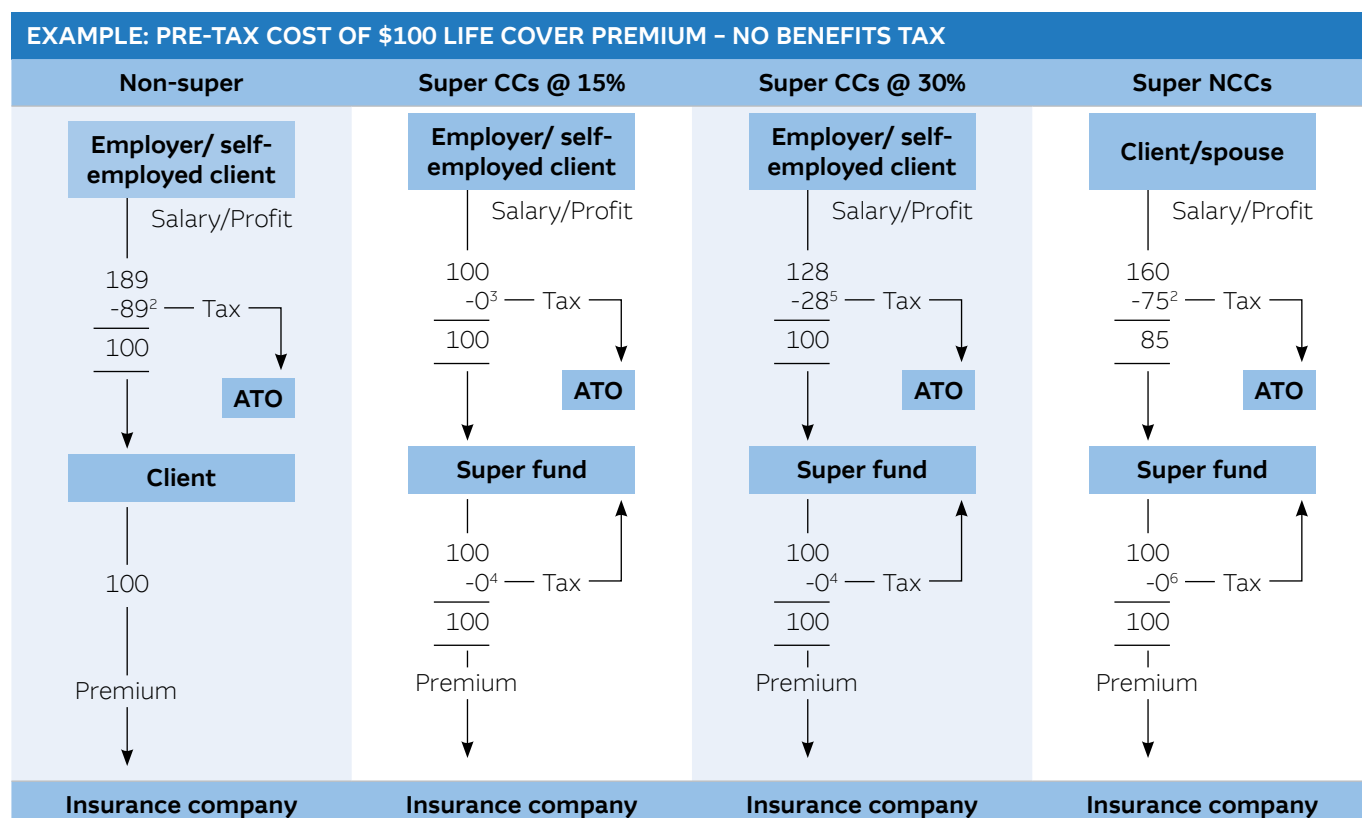 EXAMPLE: PRE-TAX COST OF $100 LIFE COVER PREMIUM – NO BENEFITS TAX
Non-super
Employer/ self-
employed client
Salary/Profit
189
-89² — Tax
100
ATO
Client
100
Premium
Insurance company
Super CCs @ 15%
Employer/ self-
employed client
Salary/Profit
100
-0³ — Tax
100
ATO
Super fund
100
-0⁴ — Tax
100
Premium
Insurance company
Super CCs @ 30%
Employer/ self-
employed client
Salary/Profit
128
-28⁵ — Tax
100
ATO
Super fund
100
-0⁴ — Tax
100
Premium
Insurance company
Super NCCs
Client/spouse
Salary/Profit
160
-75² — Tax
85
ATO
Super fund
100
-0⁶ — Tax
100
Premium
Insurance company